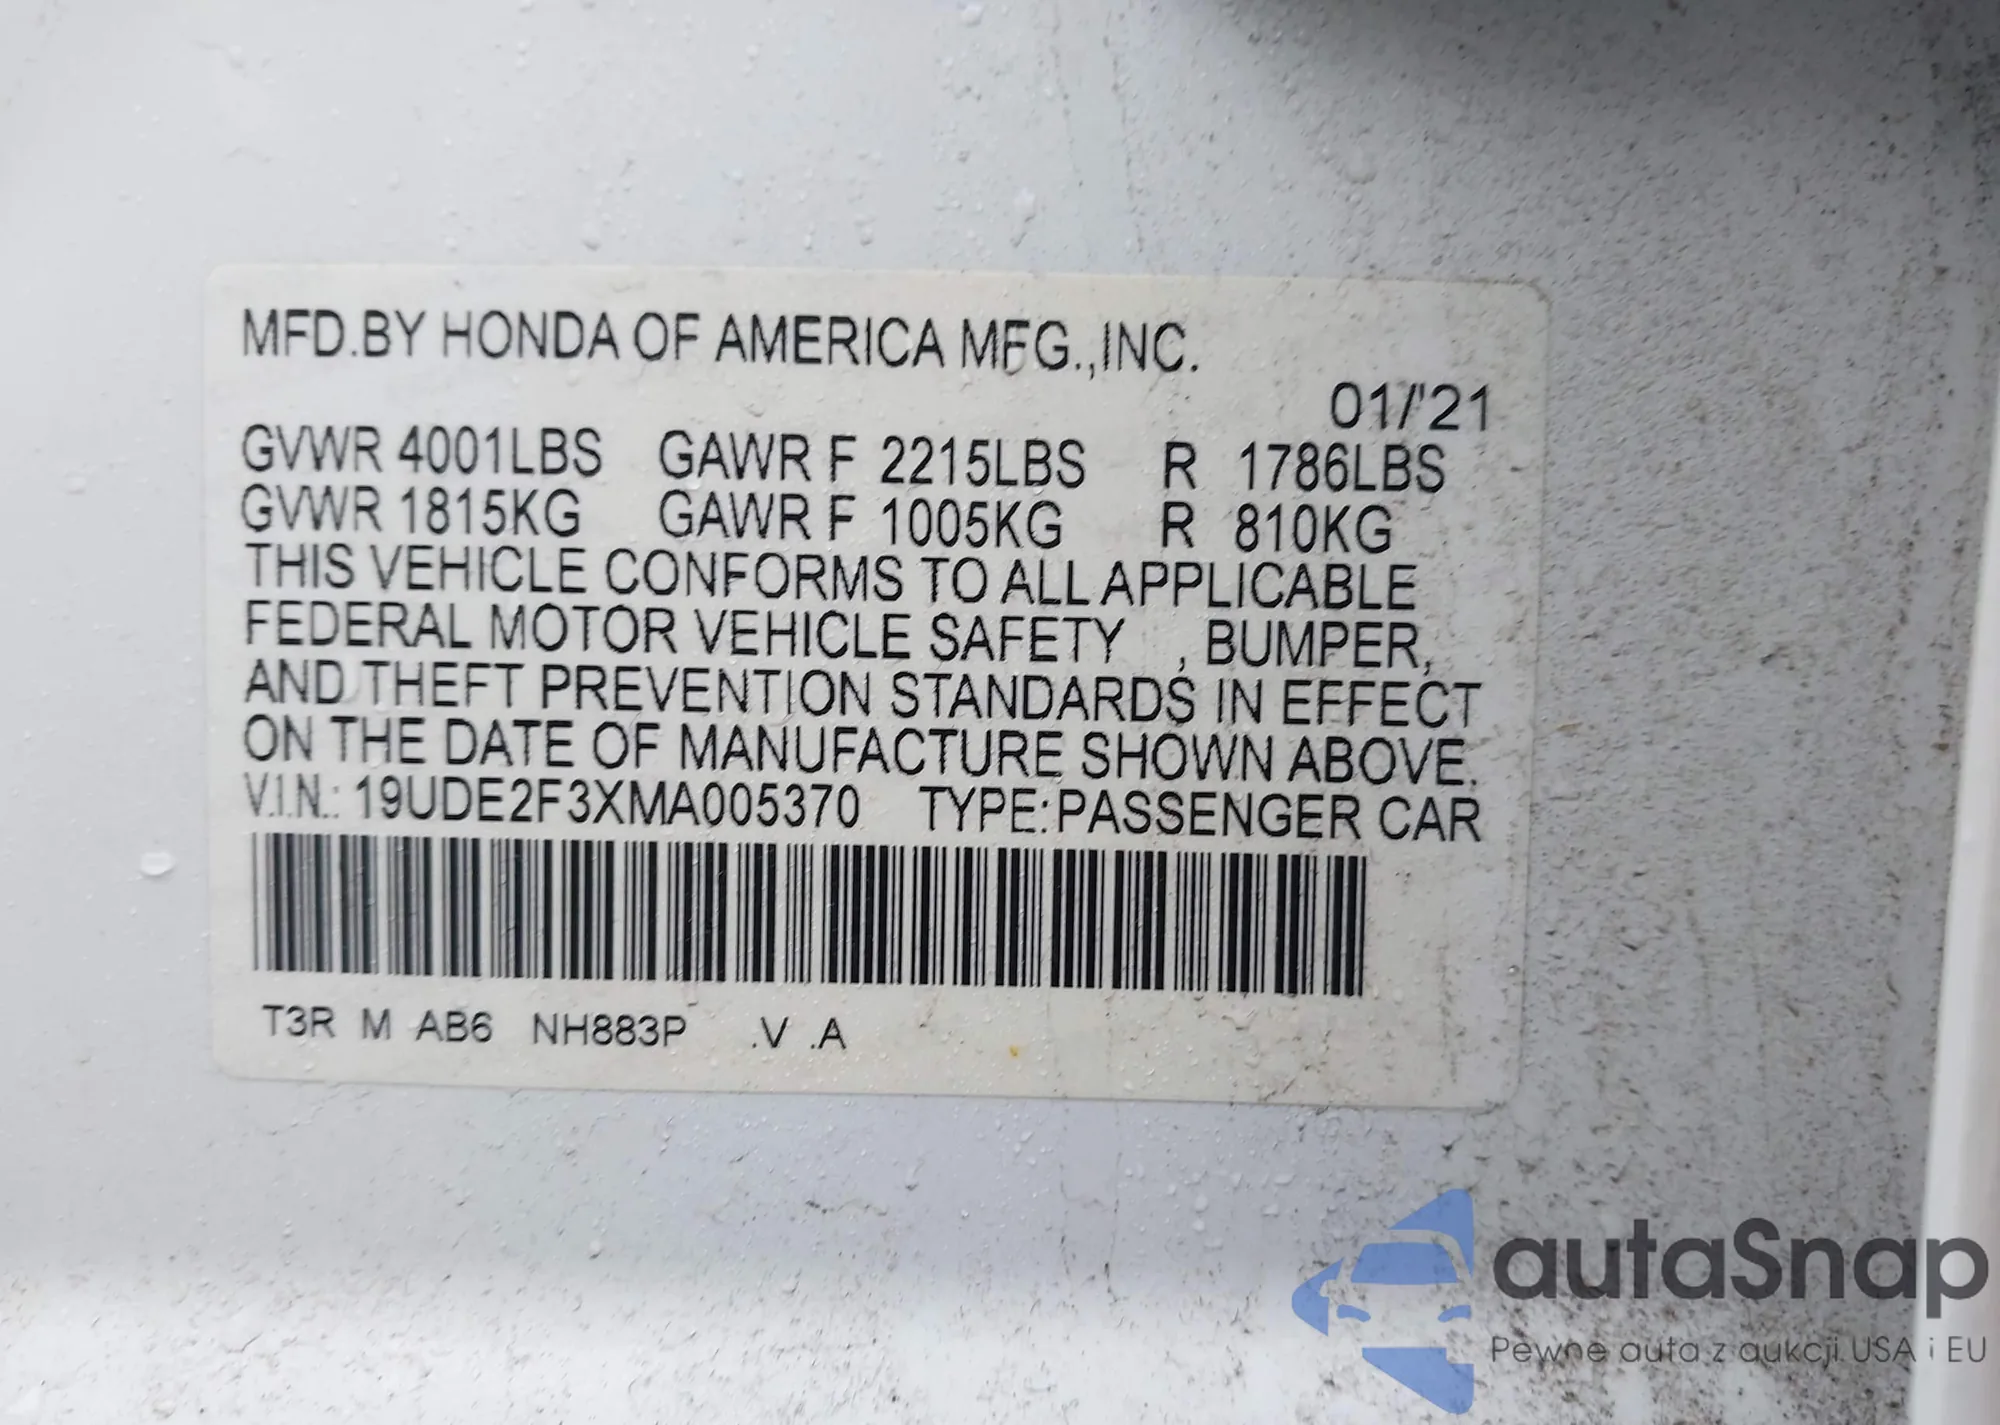 MFD.BY HONDA OF AMERICA MFG.,INC.
01/'21
GVWR 4001LBS GAWR F 2215LBS R 1786LBS
GVWR 1815KG GAWR F 1005KG R 810KG
THIS VEHICLE CONFORMS TO ALL APPLICABLE
FEDERAL MOTOR VEHICLE SAFETY , BUMPER,
AND THEFT PREVENTION STANDARDS IN EFFECT
ON THE DATE OF MANUFACTURE SHOWN ABOVE.
V.I.N.: 19UDE2F3XMA005370 TYPE:PASSENGER CAR
T3R M AB6 NH883P .V .A
autaSnap
Pewne auta z aukcji USA i EU